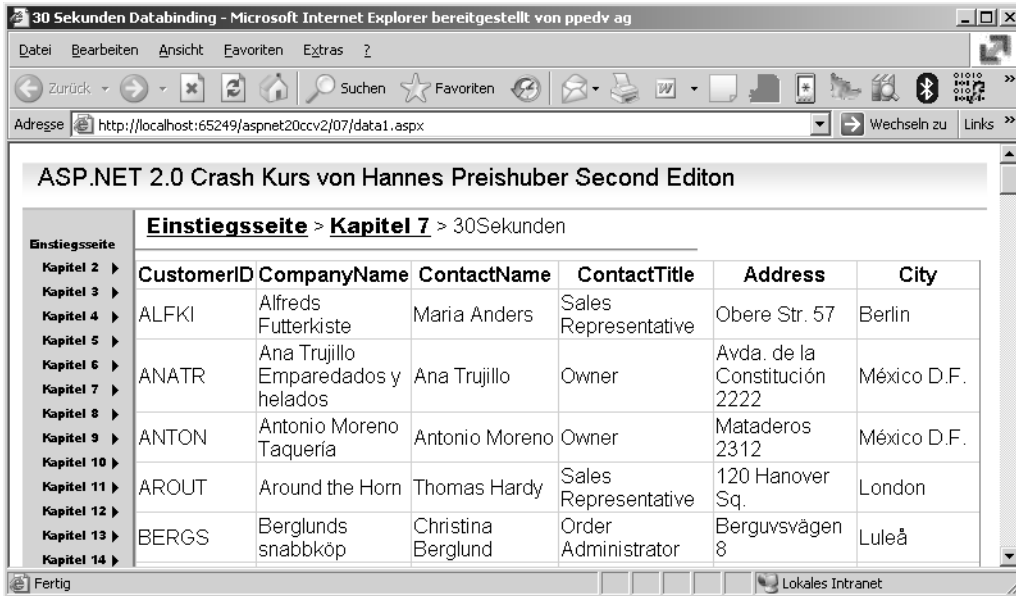 30 Sekunden Databinding - Microsoft Internet Explorer bereitgestellt von ppedv ag
Datei Bearbeiten Ansicht Favoriten Extras ?
Zurück Suchen Favoriten
Adresse http://localhost:65249/aspnet20ccv2/07/data1.aspx Wechseln zu Links
ASP.NET 2.0 Crash Kurs von Hannes Preishuber Second Editon
Einstiegsseite > Kapitel 7 > 30Sekunden
Einstiegsseite
Kapitel 2
Kapitel 3
Kapitel 4
Kapitel 5
Kapitel 6
Kapitel 7
Kapitel 8
Kapitel 9
Kapitel 10
Kapitel 11
Kapitel 12
Kapitel 13
Kapitel 14
CustomerID CompanyName ContactName ContactTitle Address City
ALFKI Alfreds Futterkiste Maria Anders Sales Representative Obere Str. 57 Berlin
ANATR Ana Trujillo Emparedados y helados Ana Trujillo Owner Avda. de la Constitución 2222 México D.F.
ANTON Antonio Moreno Taquería Antonio Moreno Owner Mataderos 2312 México D.F.
AROUT Around the Horn Thomas Hardy Sales Representative 120 Hanover Sq. London
BERGS Berglunds snabbköp Christina Berglund Order Administrator Berguvsvägen 8 Luleå
Fertig Lokales Intranet